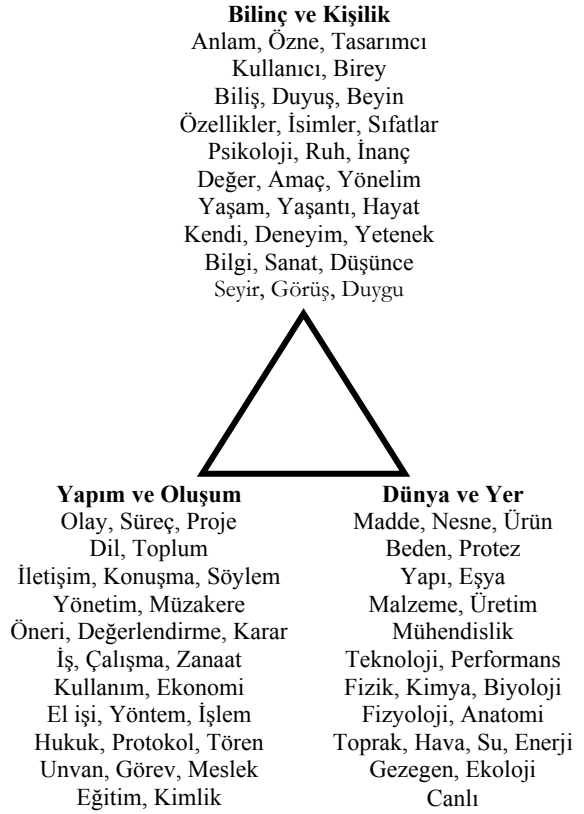 Bilinç ve Kişilik
Anlam, Özne, Tasarımcı
Kullanıcı, Birey
Biliş, Duyuş, Beyin
Özellikler, İsimler, Sıfatlar
Psikoloji, Ruh, İnanç
Değer, Amaç, Yönelim
Yaşam, Yaşantı, Hayat
Kendi, Deneyim, Yetenek
Bilgi, Sanat, Düşünce
Seyir, Görüş, Duygu
Yapım ve Oluşum
Olay, Süreç, Proje
Dil, Toplum
İletişim, Konuşma, Söylem
Yönetim, Müzakere
Öneri, Değerlendirme, Karar
İş, Çalışma, Zanaat
Kullanım, Ekonomi
El işi, Yöntem, İşlem
Hukuk, Protokol, Tören
Unvan, Görev, Meslek
Eğitim, Kimlik
Dünya ve Yer
Madde, Nesne, Ürün
Beden, Protez
Yapı, Eşya
Malzeme, Üretim
Mühendislik
Teknoloji, Performans
Fizik, Kimya, Biyoloji
Fizyoloji, Anatomi
Toprak, Hava, Su, Enerji
Gezegen, Ekoloji
Canlı